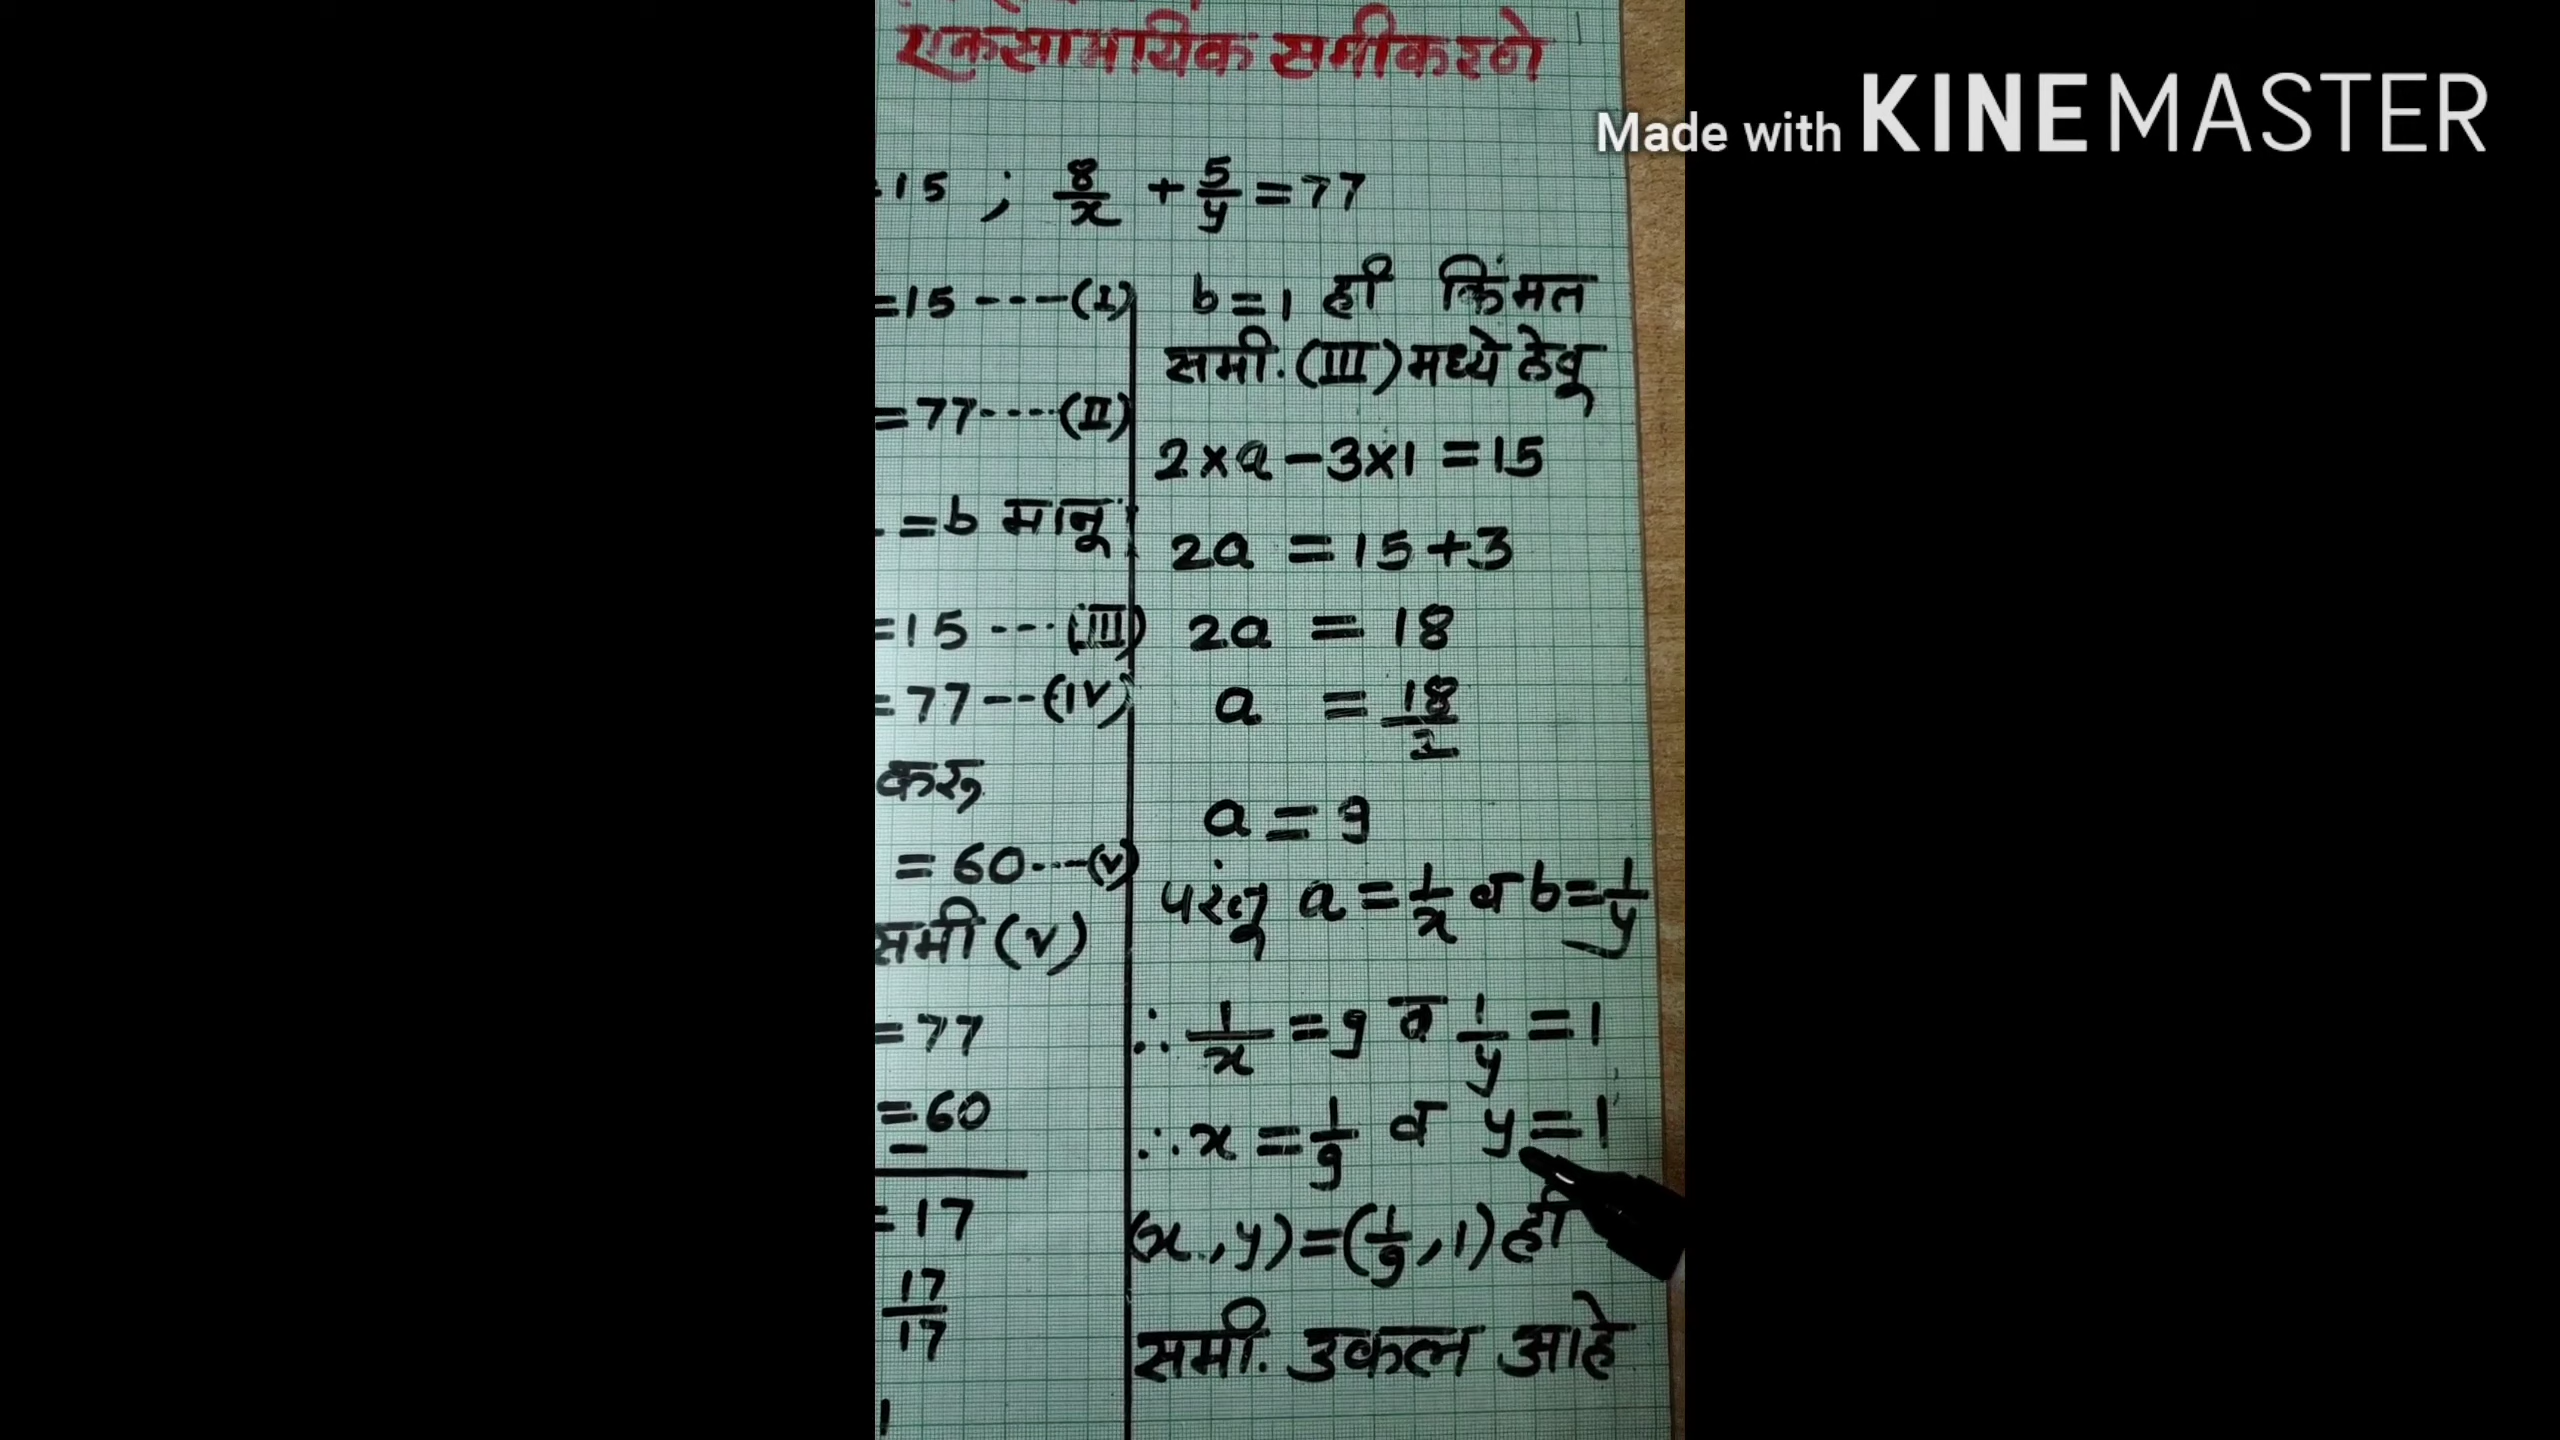 एकसामयिक समीकरणे
Made with KINEMASTER
=15 ; 8/x + 5/y = 77
=15 ----(I)
=77----(II)
=b मानू
=15 ---(III)
=77--(IV)
करु
=60---(V)
समी (V)
=77
=60
=17
17/17
1
b=1 ही किंमत
समी.(III) मध्ये ठेवू
2×a-3×1 =15
2a =15+3
2a = 18
a = 18/2
a = 9
परंतू a=1/x व b=1/y
∴ 1/x =9 व 1/y =1
∴ x =1/9 व y=1
(x,y)=(1/9,1) ही
समी. उकल आहे